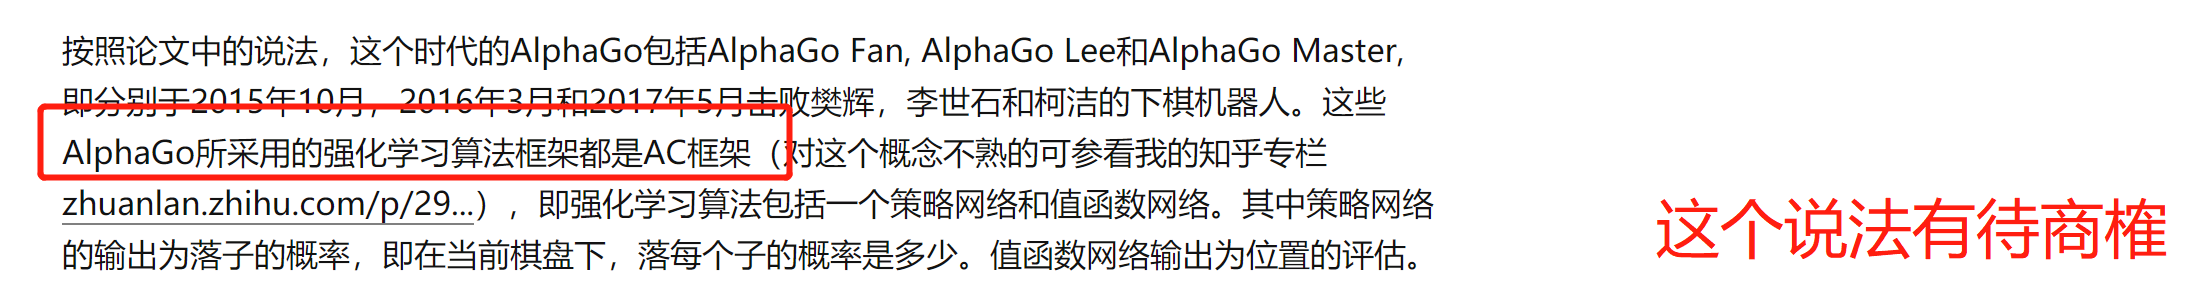 按照论文中的说法，这个时代的AlphaGo包括AlphaGo Fan, AlphaGo Lee和AlphaGo Master,
即分别于2015年10月，2016年3月和2017年5月击败樊辉，李世石和柯洁的下棋机器人。这些
AlphaGo所采用的强化学习算法框架都是AC框架（对这个概念不熟的可参看我的知乎专栏
zhuanlan.zhihu.com/p/29...），即强化学习算法包括一个策略网络和值函数网络。其中策略网络
的输出为落子的概率，即在当前棋盘下，落每个子的概率是多少。值函数网络输出为位置的评估。
这个说法有待商榷